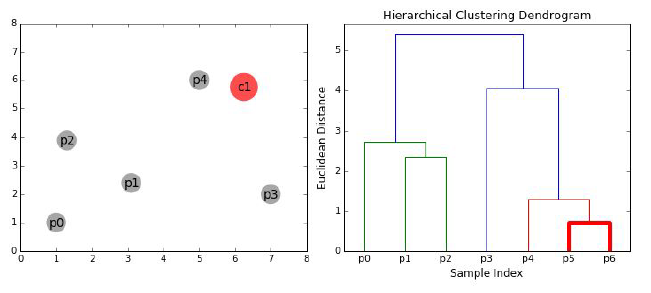 Hierarchical Clustering Dendrogram
8
7
6
5
4
3
2
1
0
p4
c1
p2
p1
p3
p0
0 1 2 3 4 5 6 7 8
Euclidean Distance
5
4
3
2
1
0
p0 p1 p2 p3 p4 p5 p6
Sample Index